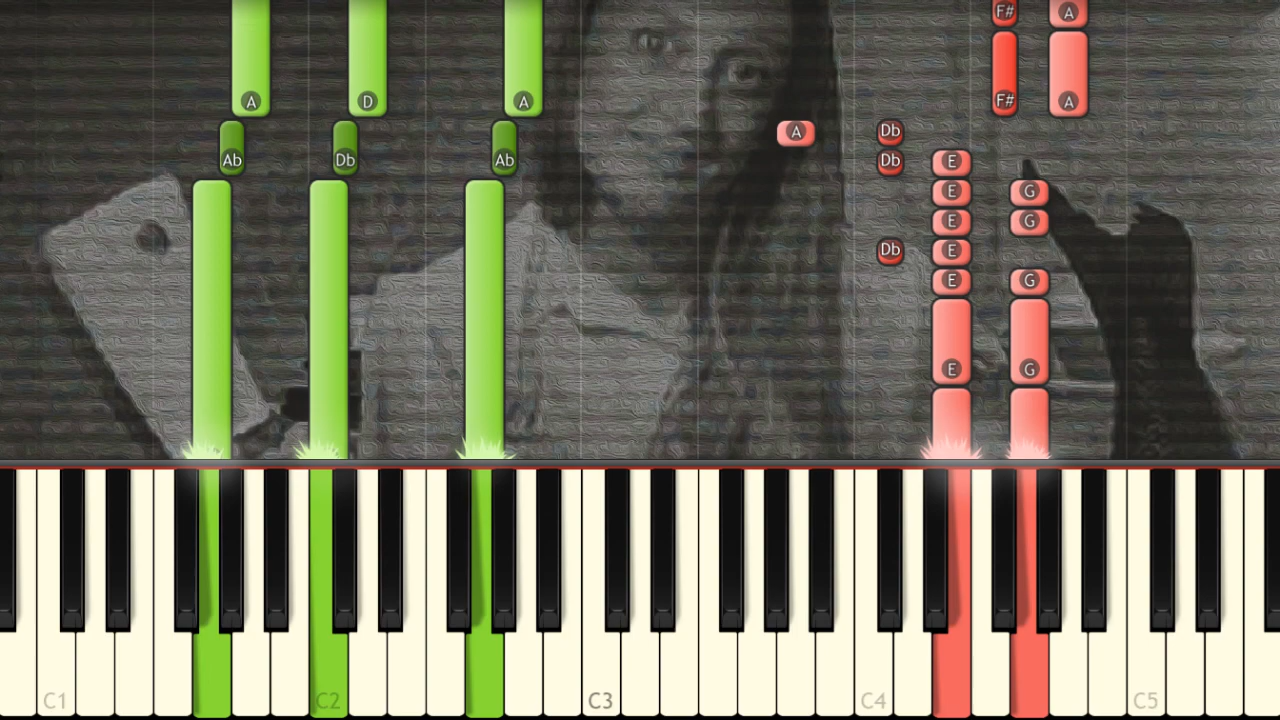 F# A
A D A F# A
A Db
Ab Db Ab Db E
E G
E G
Db E
E G
E G
C1 C2 C3 C4 C5